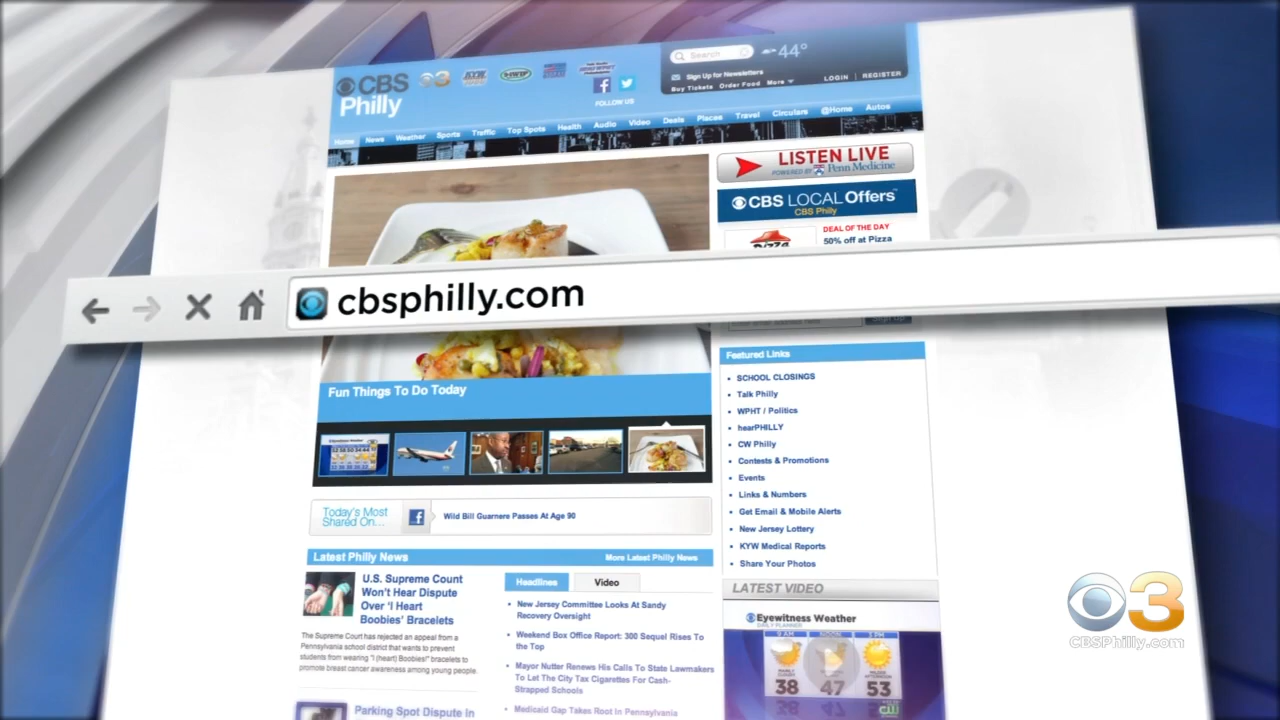 CBS
Philly
3
Search
44°
Sign Up for Newsletters
Buy Tickets Order Food More
LOGIN | REGISTER
FOLLOW US
Home News Weather Sports Traffic Top Spots Health Audio Video Deals Places Travel Circulars @Home Autos
LISTEN LIVE
POWERED BY Penn Medicine
CBS LOCAL Offers
CBS Philly
DEAL OF THE DAY
50% off at Pizza
cbsphilly.com
Fun Things To Do Today
Today's Most
Shared On...
Wild Bill Guarnere Passes At Age 90
Latest Philly News
More Latest Philly News
U.S. Supreme Court
Won't Hear Dispute
Over 'I Heart
Boobies' Bracelets
The Supreme Court has rejected an appeal from a
Pennsylvania school district that wants to prevent
students from wearing "I (heart) Boobies!" bracelets to
promote breast cancer awareness among young people.
Parking Spot Dispute in
Headlines
Video
New Jersey Committee Looks At Sandy
Recovery Oversight
Weekend Box Office Report: 300 Sequel Rises To
the Top
Mayor Nutter Renews His Calls To State Lawmakers
To Let The City Tax Cigarettes For Cash-
Strapped Schools
Medicaid Gap Takes Root In Pennsylvania
Featured Links
SCHOOL CLOSINGS
Talk Philly
WPHT / Politics
hearPHILLY
CW Philly
Contests & Promotions
Events
Links & Numbers
Get Email & Mobile Alerts
New Jersey Lottery
KYW Medical Reports
Share Your Photos
LATEST VIDEO
Eyewitness Weather
DAILY PLANNER
9 AM NOON 3 PM
38 47 53
3
CBSPhilly.com